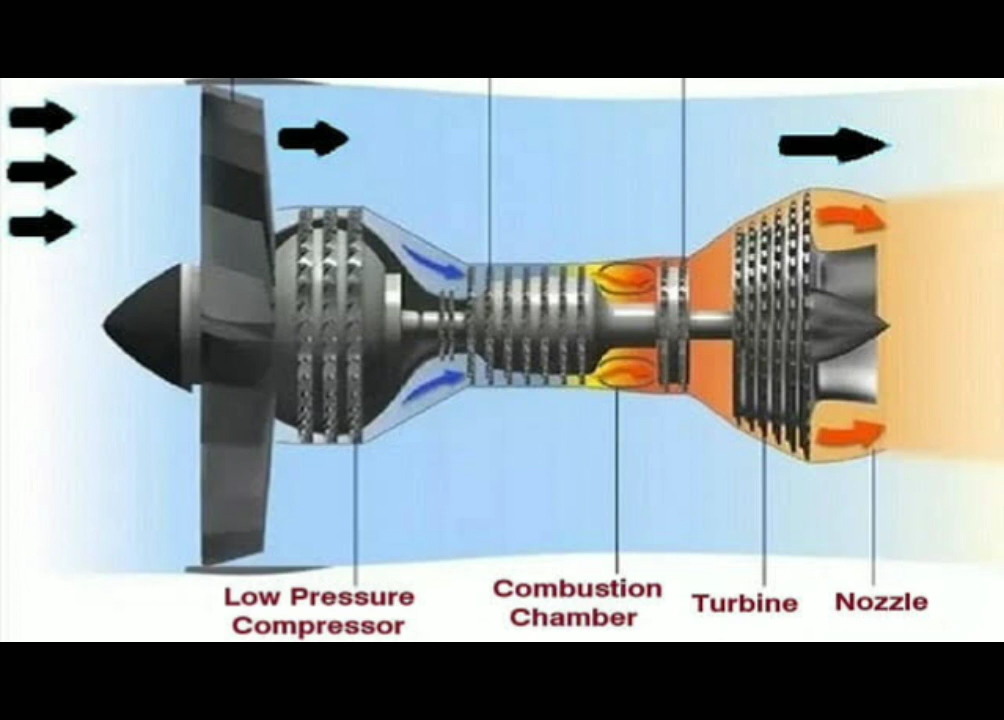 Low Pressure
Compressor
Combustion
Chamber
Turbine
Nozzle